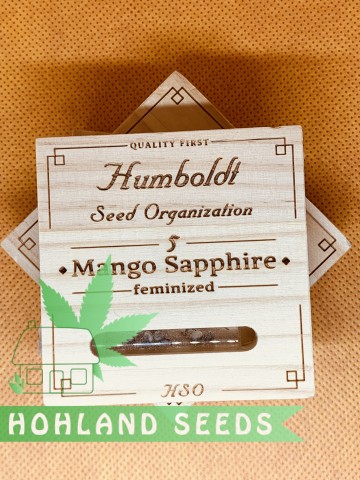 QUALITY FIRST
Humboldt
Seed Organization
5
Mango Sapphire
feminized
HSO
HOHLAND SEEDS